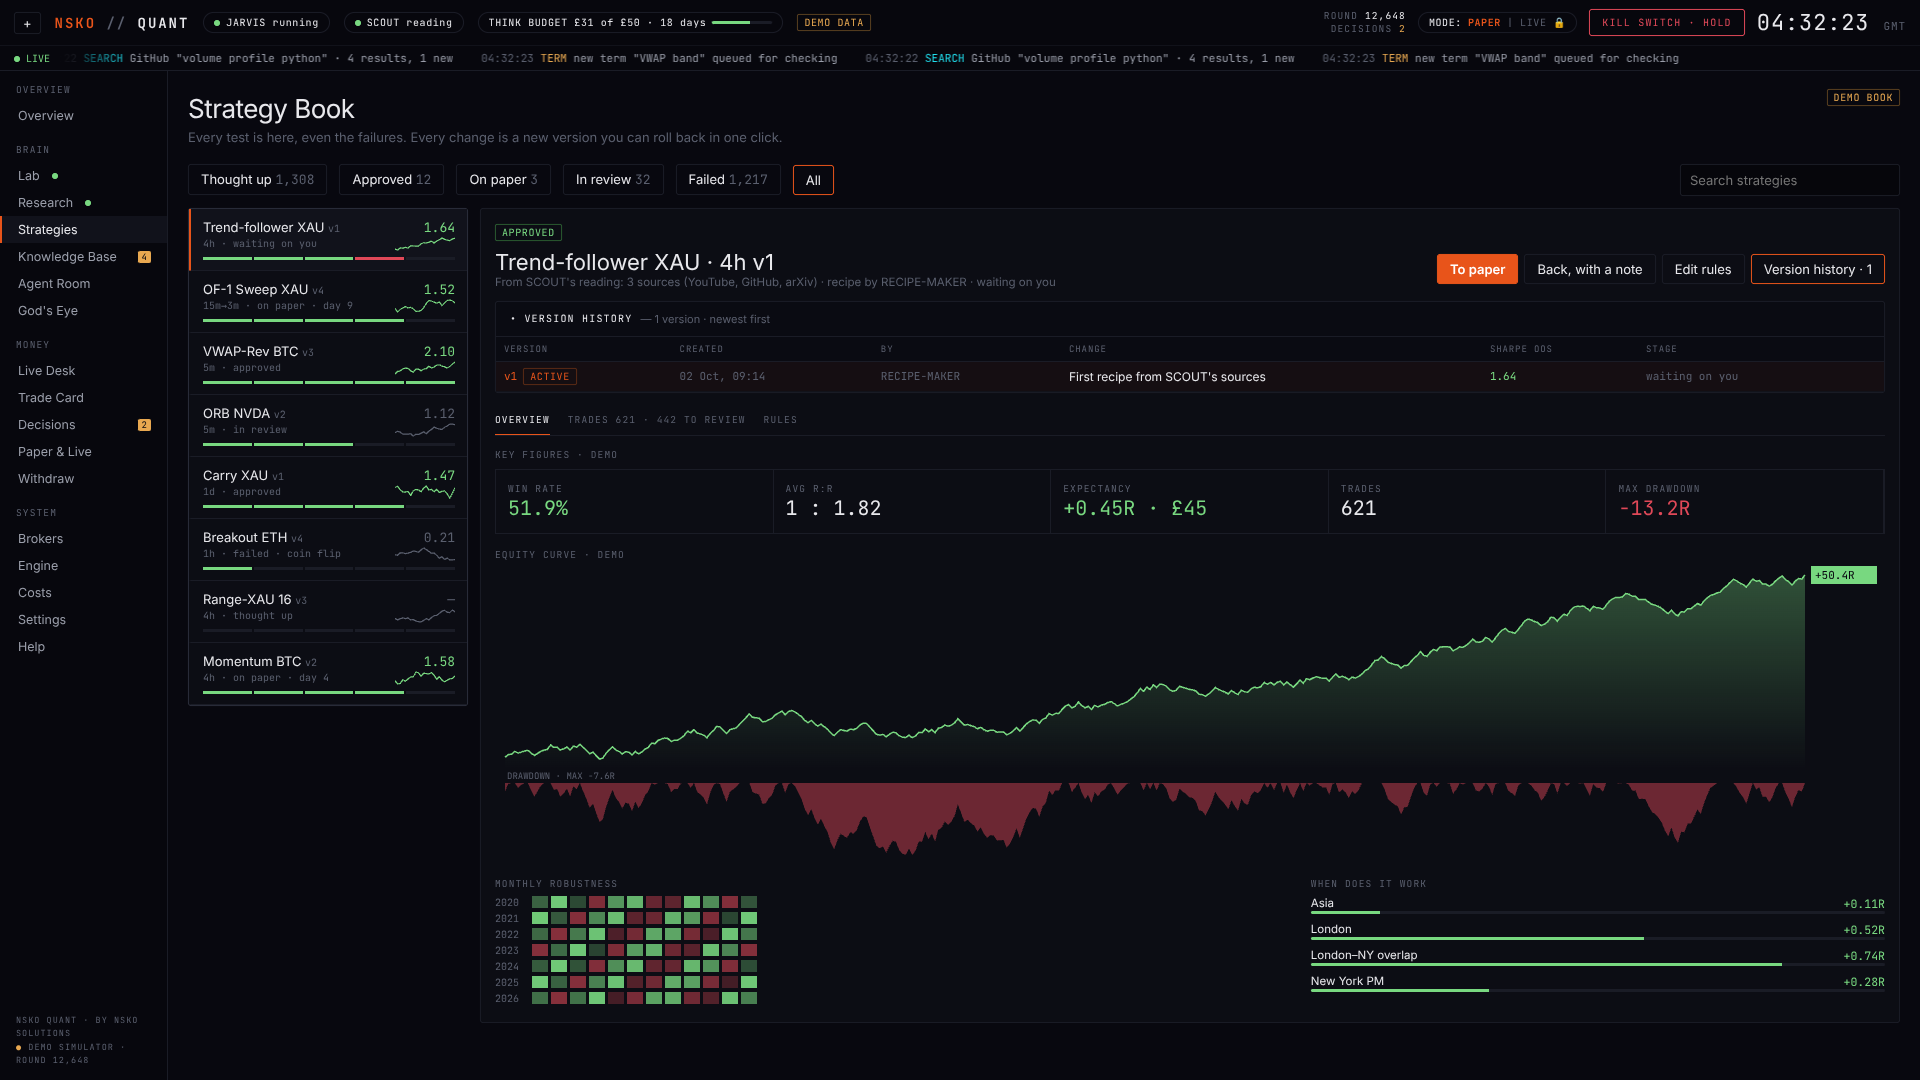 +
NSKO // QUANT
JARVIS running
SCOUT reading
THINK BUDGET £31 of £50 · 18 days
DEMO DATA
ROUND 12,648
DECISIONS 2
MODE: PAPER | LIVE 🔒
KILL SWITCH · HOLD
04:32:23 GMT
LIVE
SEARCH GitHub "volume profile python" · 4 results, 1 new
04:32:23 TERM new term "VWAP band" queued for checking
04:32:22 SEARCH GitHub "volume profile python" · 4 results, 1 new
04:32:23 TERM new term "VWAP band" queued for checking
OVERVIEW
Overview
BRAIN
Lab
Research
Strategies
Knowledge Base 4
Agent Room
God's Eye
MONEY
Live Desk
Trade Card
Decisions 2
Paper & Live
Withdraw
SYSTEM
Brokers
Engine
Costs
Settings
Help
NSKO QUANT · BY NSKO
SOLUTIONS
DEMO SIMULATOR ·
ROUND 12,648
Strategy Book
DEMO BOOK
Every test is here, even the failures. Every change is a new version you can roll back in one click.
Thought up 1,308
Approved 12
On paper 3
In review 32
Failed 1,217
All
Search strategies
Trend-follower XAU v1 1.64
4h · waiting on you
OF-1 Sweep XAU v4 1.52
15m→3m · on paper · day 9
VWAP-Rev BTC v3 2.10
5m · approved
ORB NVDA v2 1.12
5m · in review
Carry XAU v1 1.47
1d · approved
Breakout ETH v4 0.21
1h · failed · coin flip
Range-XAU 16 v3 —
4h · thought up
Momentum BTC v2 1.58
4h · on paper · day 4
APPROVED
Trend-follower XAU · 4h v1
From SCOUT's reading: 3 sources (YouTube, GitHub, arXiv) · recipe by RECIPE-MAKER · waiting on you
To paper
Back, with a note
Edit rules
Version history · 1
• VERSION HISTORY — 1 version · newest first
VERSION CREATED BY CHANGE SHARPE OOS STAGE
v1 ACTIVE 02 Oct, 09:14 RECIPE-MAKER First recipe from SCOUT's sources 1.64 waiting on you
OVERVIEW TRADES 621 · 442 TO REVIEW RULES
KEY FIGURES · DEMO
WIN RATE
51.9%
AVG R:R
1 : 1.82
EXPECTANCY
+0.45R · £45
TRADES
621
MAX DRAWDOWN
-13.2R
EQUITY CURVE · DEMO
+50.4R
DRAWDOWN · MAX -7.6R
MONTHLY ROBUSTNESS
2020
2021
2022
2023
2024
2025
2026
WHEN DOES IT WORK
Asia +0.11R
London +0.52R
London–NY overlap +0.74R
New York PM +0.28R